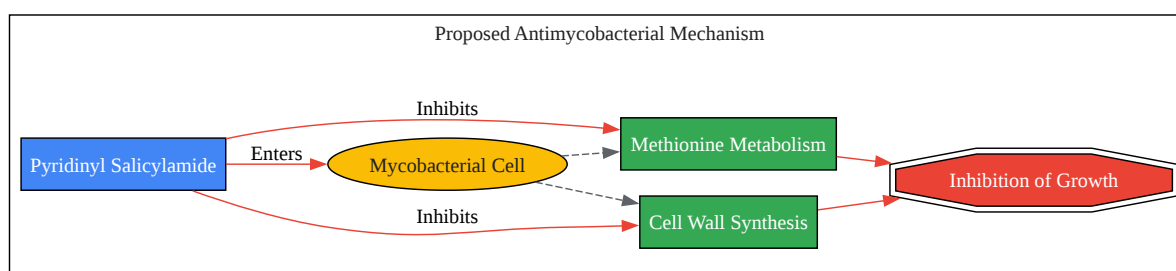 Proposed Antimycobacterial Mechanism
Inhibits
Methionine Metabolism
Pyridinyl Salicylamide
Enters
Mycobacterial Cell
Inhibition of Growth
Inhibits
Cell Wall Synthesis